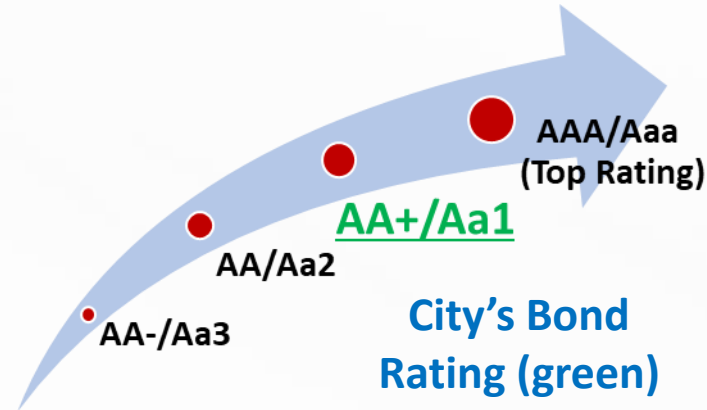 AAA/Aaa
(Top Rating)
AA+/Aa1
AA/Aa2
AA-/Aa3
City's Bond
Rating (green)